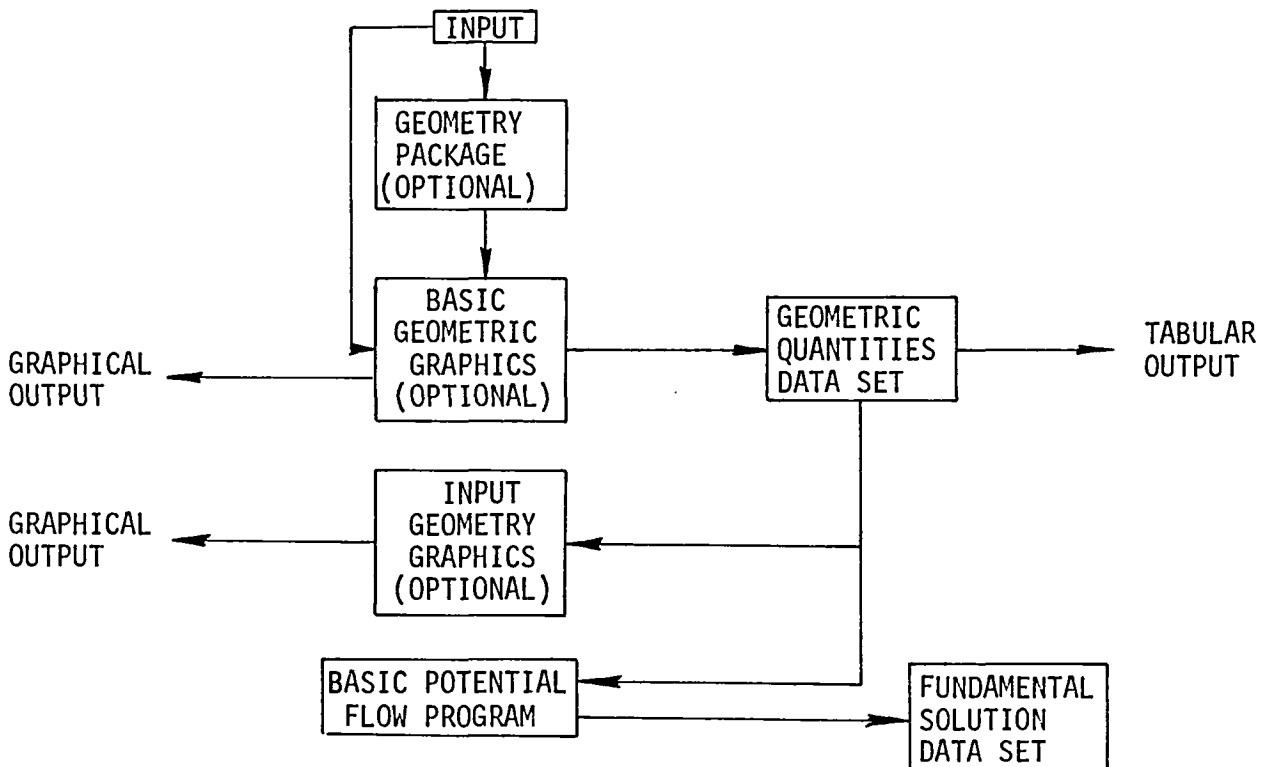 INPUT
GEOMETRY
PACKAGE
(OPTIONAL)
BASIC
GEOMETRIC
GRAPHICS
(OPTIONAL)
GEOMETRIC
QUANTITIES
DATA SET
TABULAR
OUTPUT
GRAPHICAL
OUTPUT
INPUT
GEOMETRY
GRAPHICS
(OPTIONAL)
GRAPHICAL
OUTPUT
BASIC POTENTIAL
FLOW PROGRAM
FUNDAMENTAL
SOLUTION
DATA SET